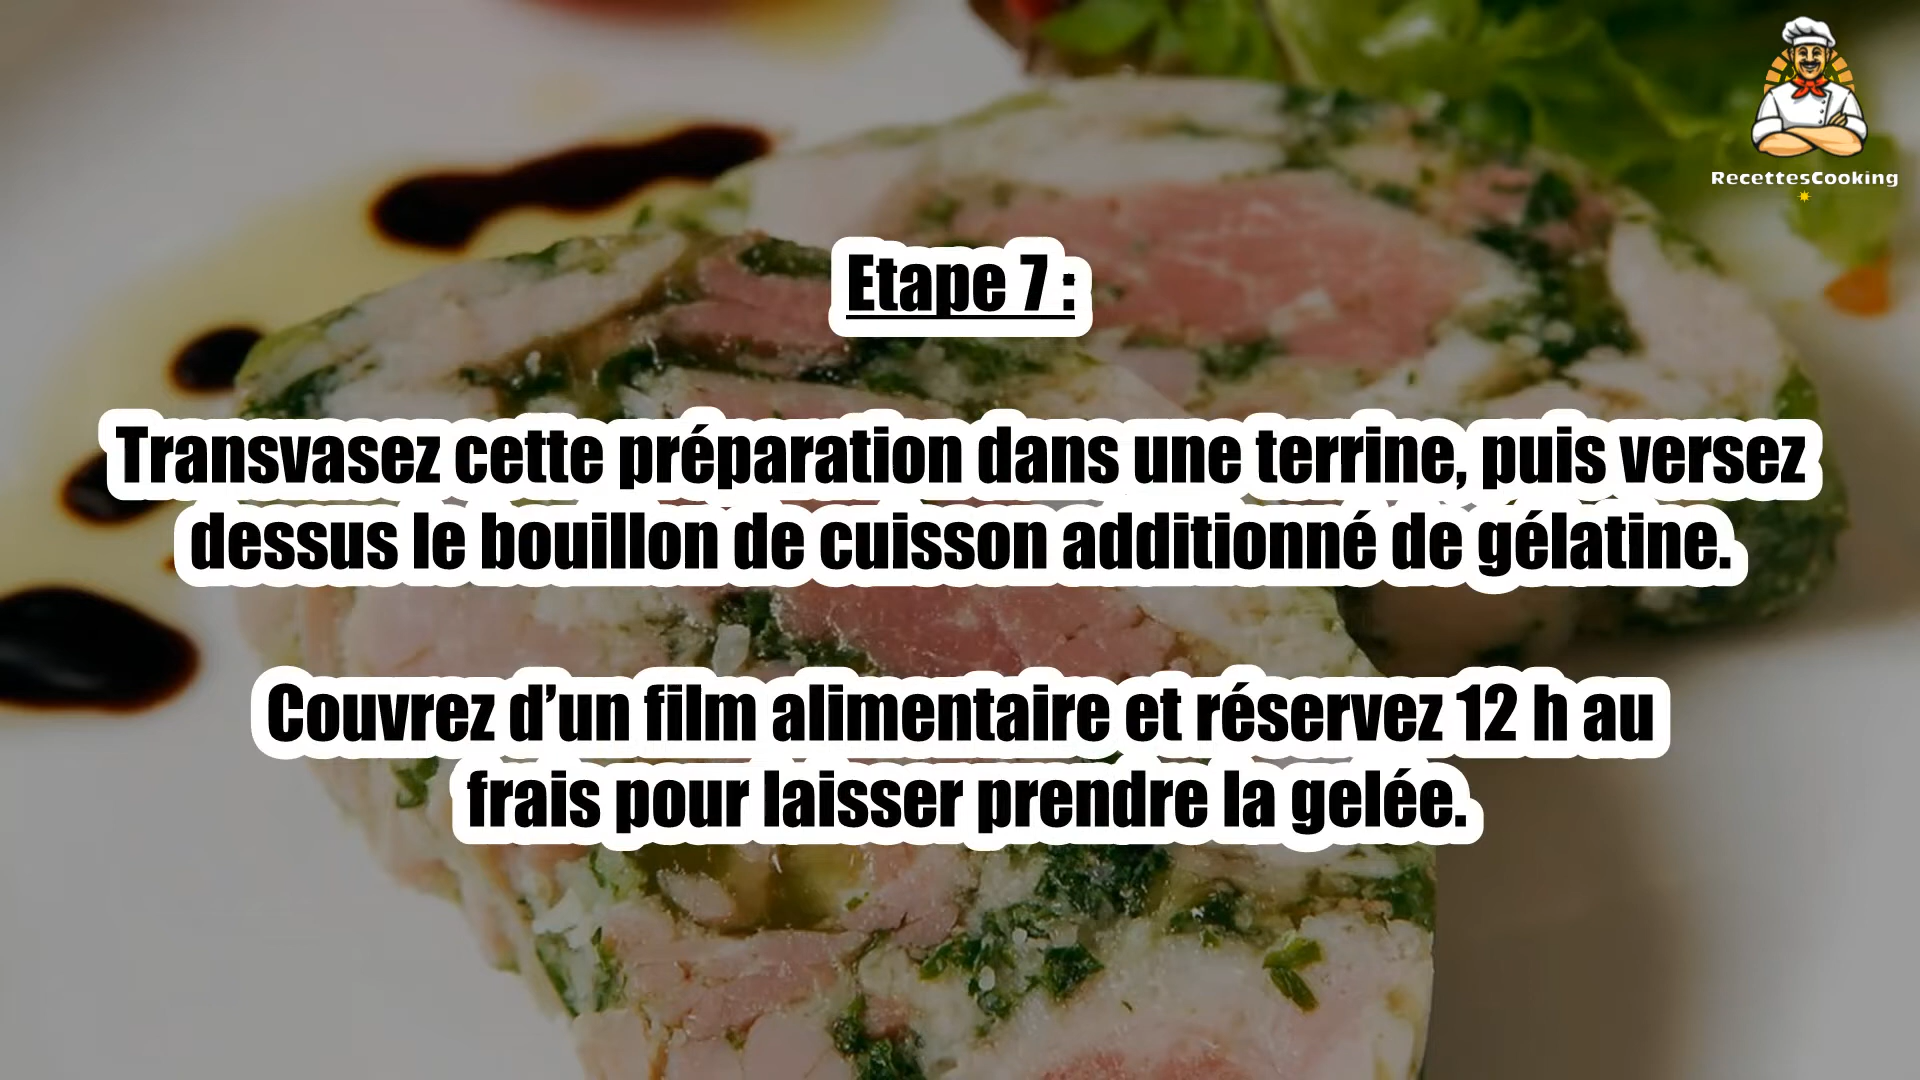 RecettesCooking
Etape 7 :
Transvasez cette préparation dans une terrine, puis versez
dessus le bouillon de cuisson additionné de gélatine.
Couvrez d’un film alimentaire et réservez 12 h au
frais pour laisser prendre la gelée.